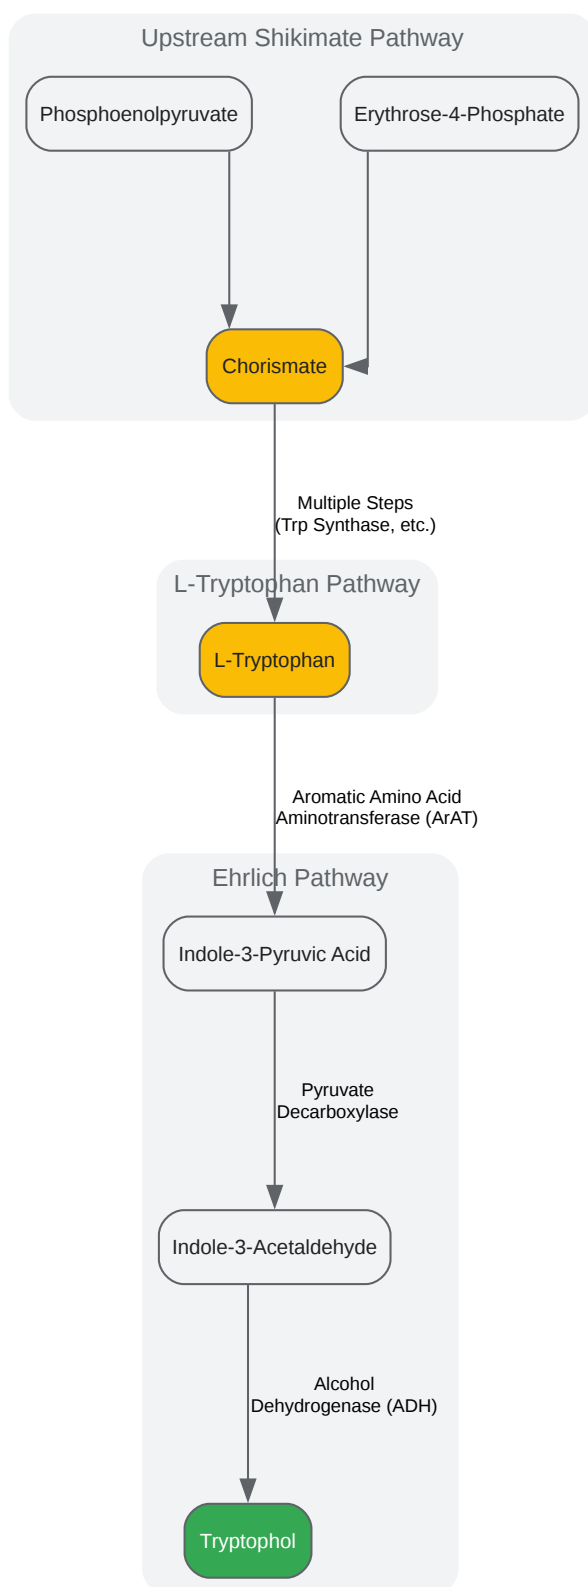 Upstream Shikimate Pathway
Phosphoenolpyruvate
Erythrose-4-Phosphate
Chorismate
Multiple Steps
(Trp Synthase, etc.)
L-Tryptophan Pathway
L-Tryptophan
Aromatic Amino Acid
Aminotransferase (ArAT)
Ehrlich Pathway
Indole-3-Pyruvic Acid
Pyruvate
Decarboxylase
Indole-3-Acetaldehyde
Alcohol
Dehydrogenase (ADH)
Tryptophol